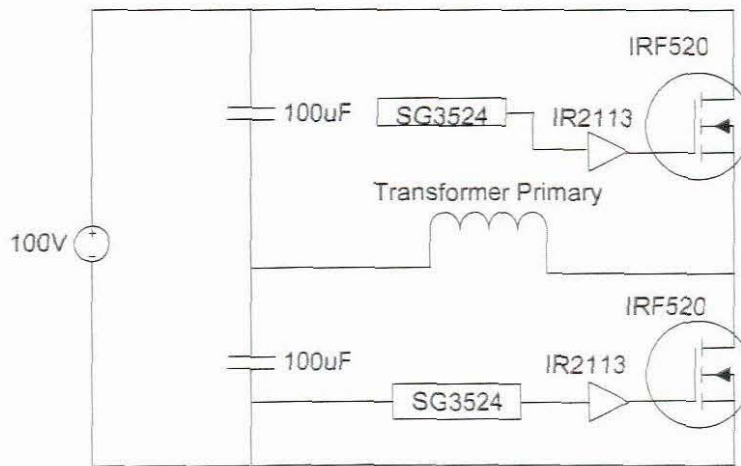 IRF520
100uF
SG3524
IR2113
Transformer Primary
100V
+
-
IRF520
100uF
IR2113
SG3524